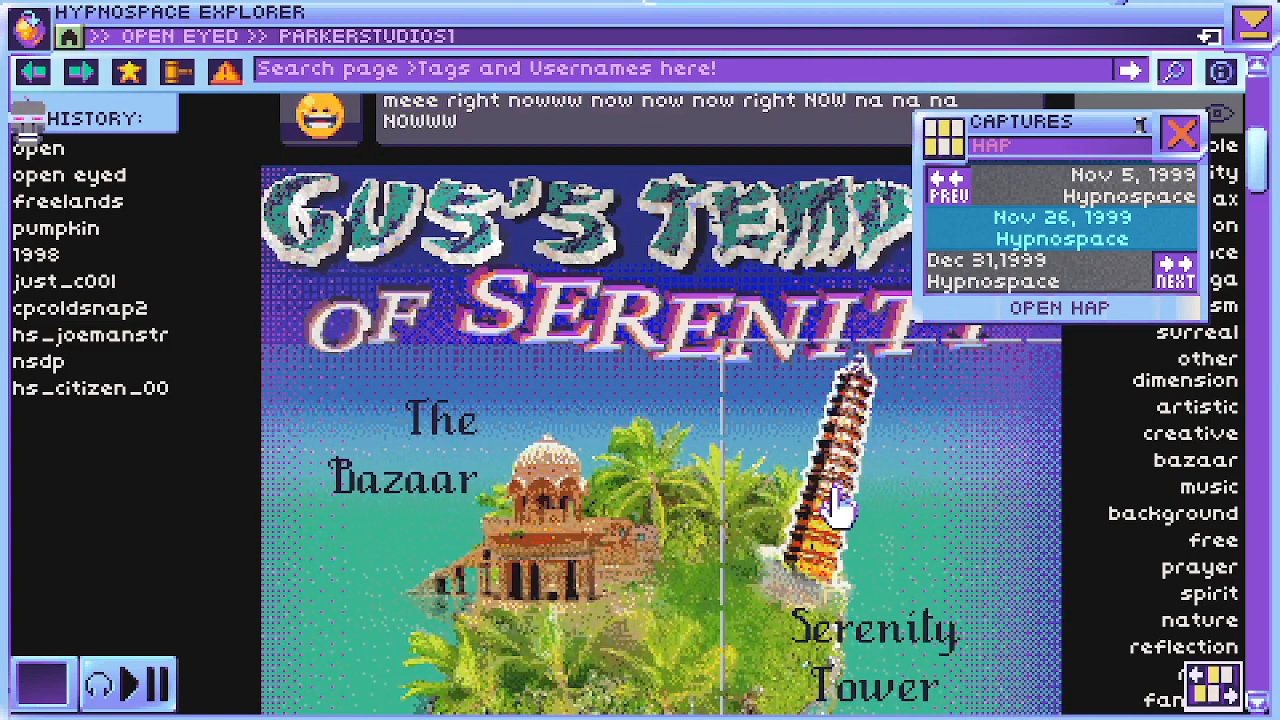 HYPNOSPACE EXPLORER
>> OPEN EYED >> PARKERSTUDIOS1
Search page >Tags and Usernames here!
HISTORY:
open
open eyed
freelands
pumpkin
1998
just_c00l
cpcoldsnap2
hs_joemanstr
nsdp
hs_citizen_00
meee right nowww now now now right NOW na na na
NOWWW
GUS'S
OF SERENITY
The
Bazaar
Serenity
Tower
CAPTURES
HAP
PREV
Nov 5, 1999
Hypnospace
Nov 26, 1999
Hypnospace
Dec 31,1999
Hypnospace
NEXT
OPEN HAP
surreal
other
dimension
artistic
creative
bazaar
music
background
free
prayer
spirit
nature
reflection